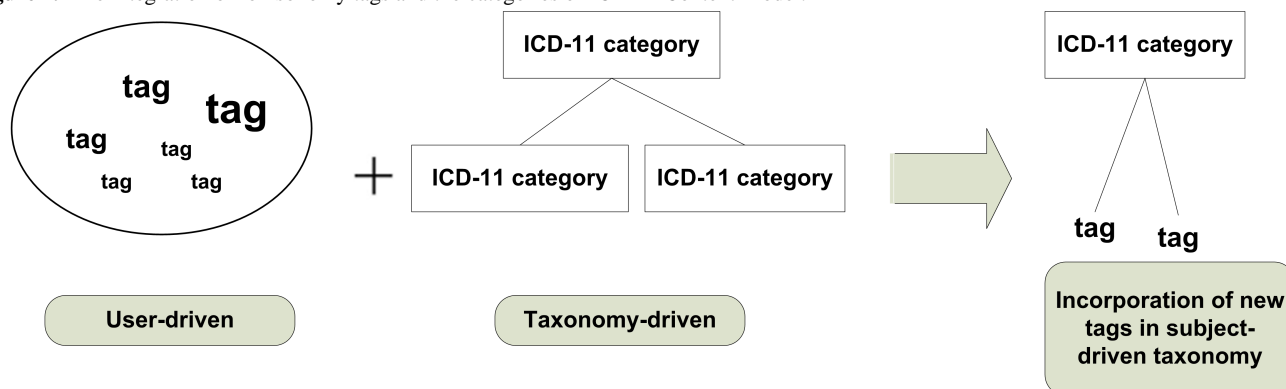 ICD-11 category
ICD-11 category
tag
tag
tag
tag
tag
tag
+
ICD-11 category
ICD-11 category
tag
tag
User-driven
Taxonomy-driven
Incorporation of new
tags in subject-
driven taxonomy